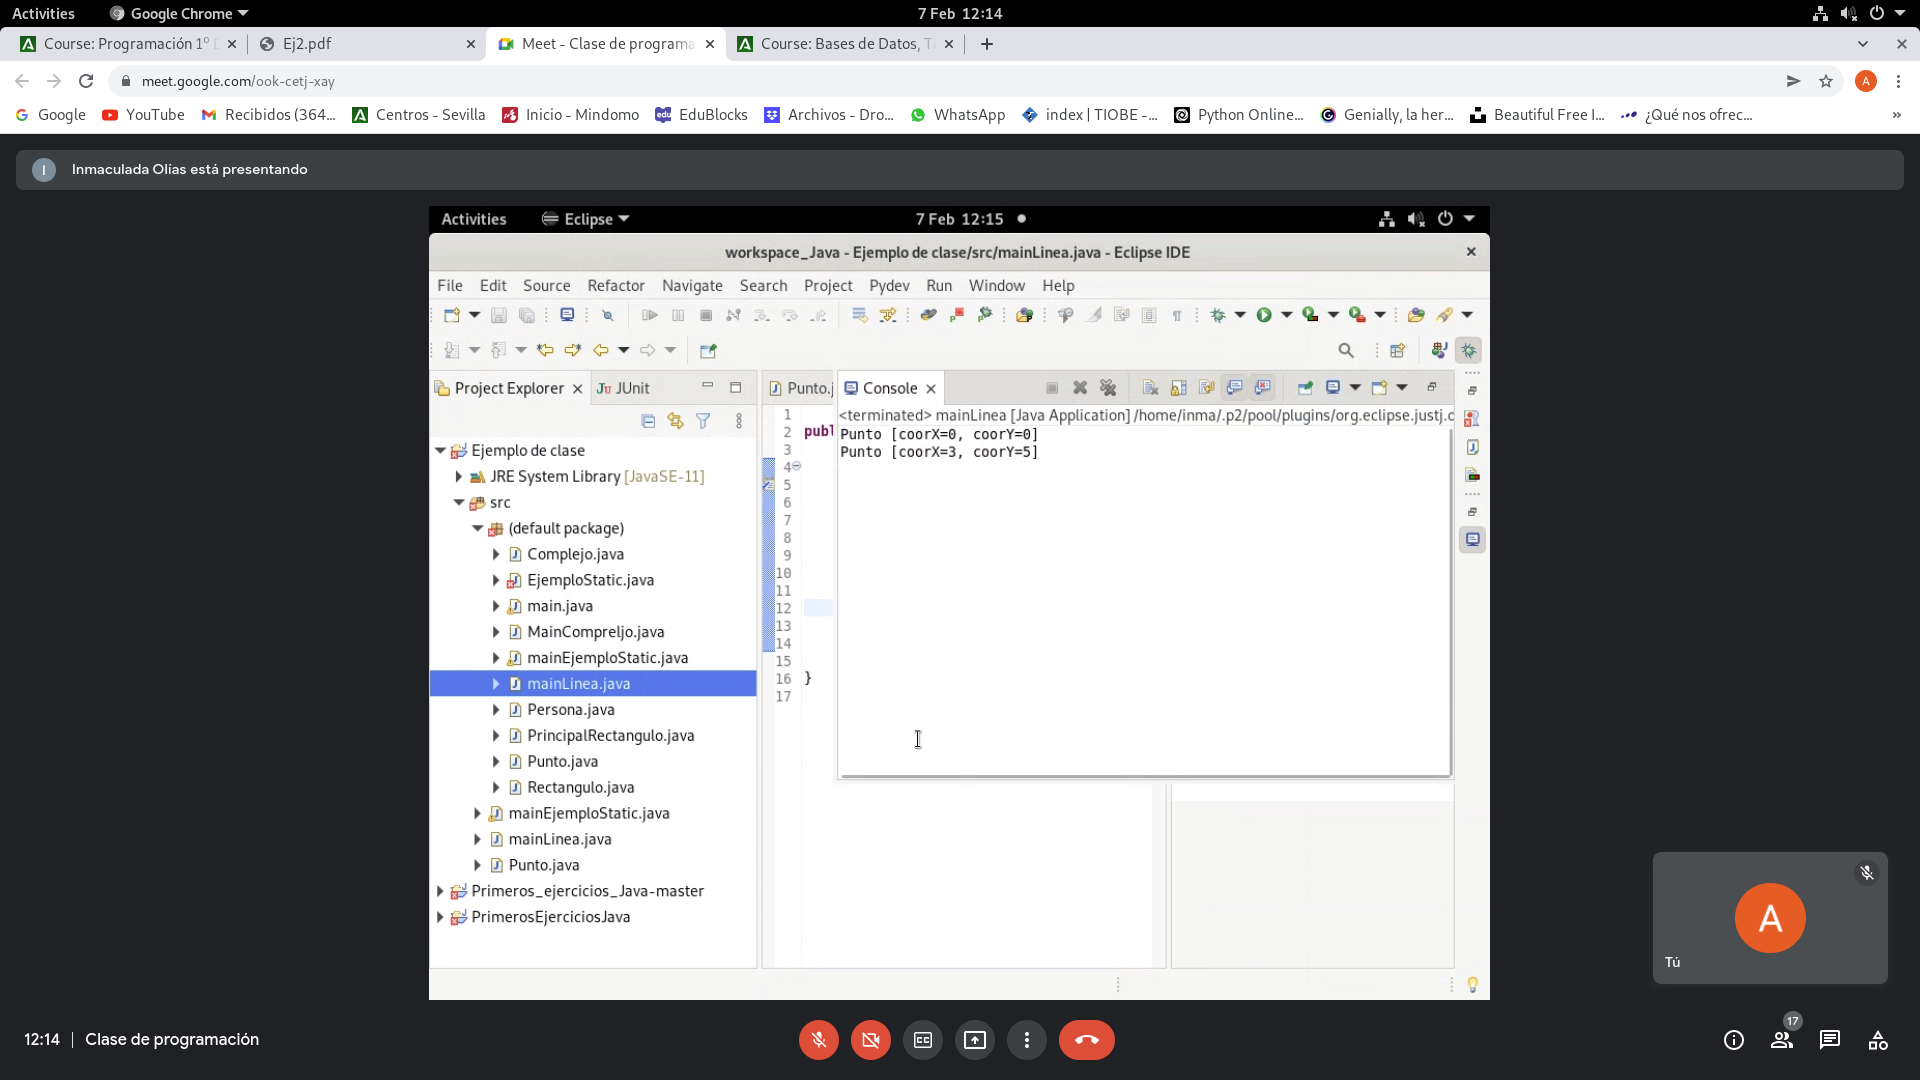 Activities Google Chrome 7 Feb 12:14
Course: Programación 1º Ej2.pdf Meet - Clase de programa Course: Bases de Datos, T
meet.google.com/ook-cetj-xay A
Google YouTube Recibidos (364... Centros - Sevilla Inicio - Mindomo EduBlocks Archivos - Dro... WhatsApp index | TIOBE -... Python Online... Genially, la her... Beautiful Free I... ¿Qué nos ofrec... »
I Inmaculada Olías está presentando
Activities Eclipse 7 Feb 12:15
workspace_Java - Ejemplo de clase/src/mainLinea.java - Eclipse IDE
File Edit Source Refactor Navigate Search Project Pydev Run Window Help
Project Explorer JUnit Punto.j Console
<terminated> mainLinea [Java Application] /home/inma/.p2/pool/plugins/org.eclipse.justj.o
Punto [coorX=0, coorY=0]
Punto [coorX=3, coorY=5]
1
2 publ
3
4
5
6
7
8
9
10
11
12
13
14
15
16 }
17
Ejemplo de clase
JRE System Library [JavaSE-11]
src
(default package)
Complejo.java
EjemploStatic.java
main.java
MainCompreljo.java
mainEjemploStatic.java
mainLinea.java
Persona.java
PrincipalRectangulo.java
Punto.java
Rectangulo.java
mainEjemploStatic.java
mainLinea.java
Punto.java
Primeros_ejercicios_Java-master
PrimerosEjerciciosJava
A
Tú
12:14 | Clase de programación
17